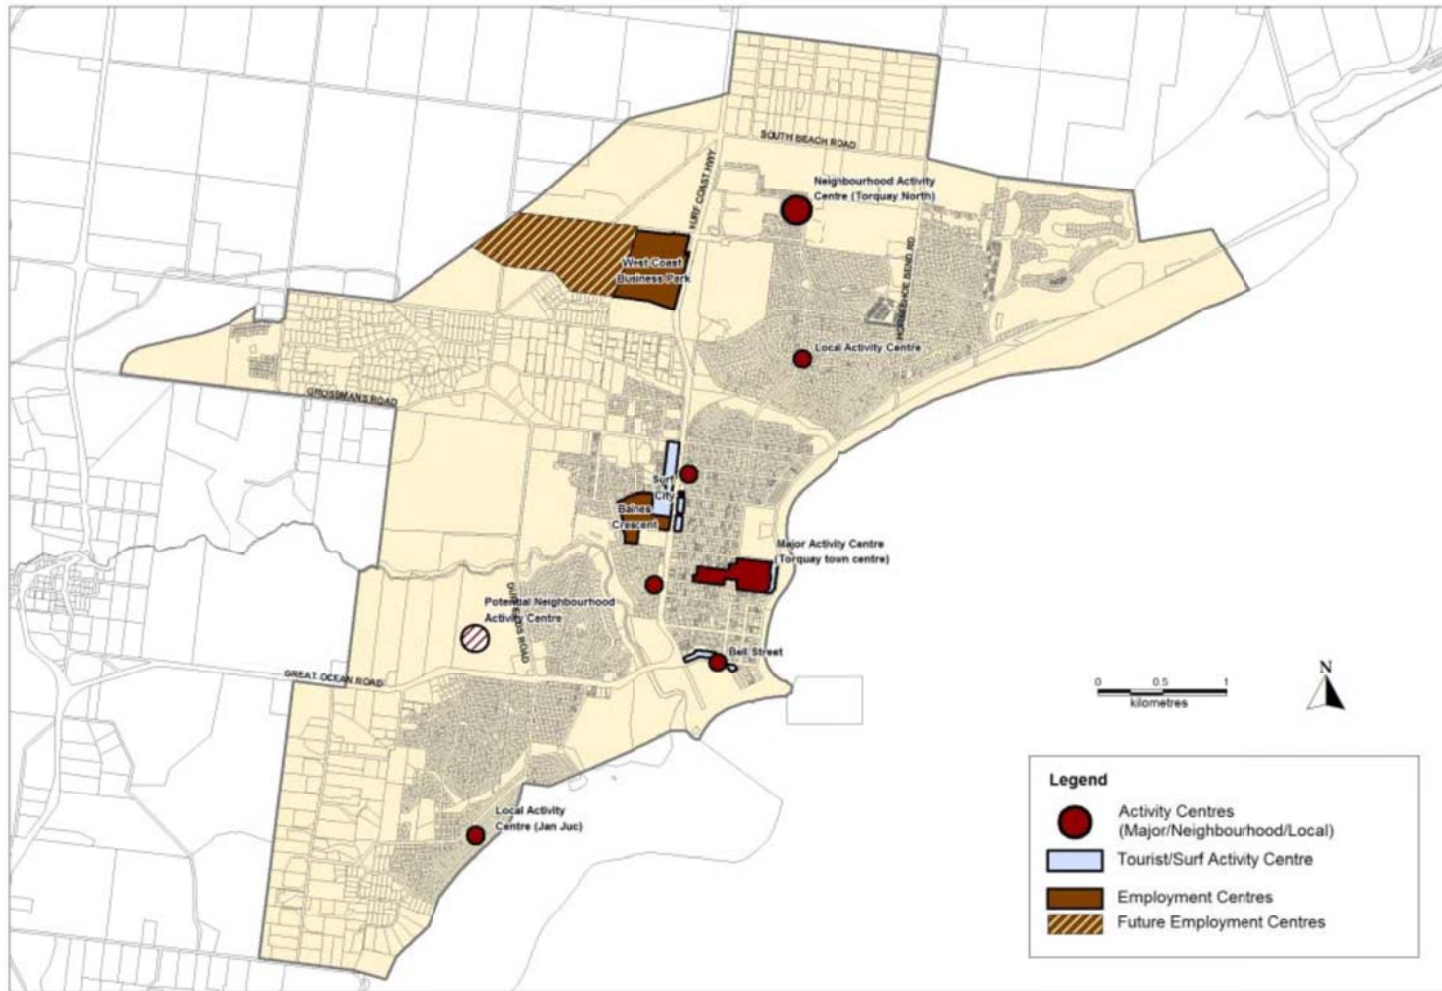 SOUTH BEACH ROAD
SURF COAST HWY
Neighbourhood Activity
Centre (Torquay North)
HORSESHOE BEND RD
West Coast
Business Park
Local Activity Centre
GROSSMANS ROAD
Surf
City
Baines
Crescent
Major Activity Centre
(Torquay town centre)
DUFFIELDS ROAD
Potential Neighbourhood
Activity Centre
Bell Street
GREAT OCEAN ROAD
0 0.5 1
kilometres
N
Local Activity
Centre (Jan Juc)
Legend
Activity Centres
(Major/Neighbourhood/Local)
Tourist/Surf Activity Centre
Employment Centres
Future Employment Centres